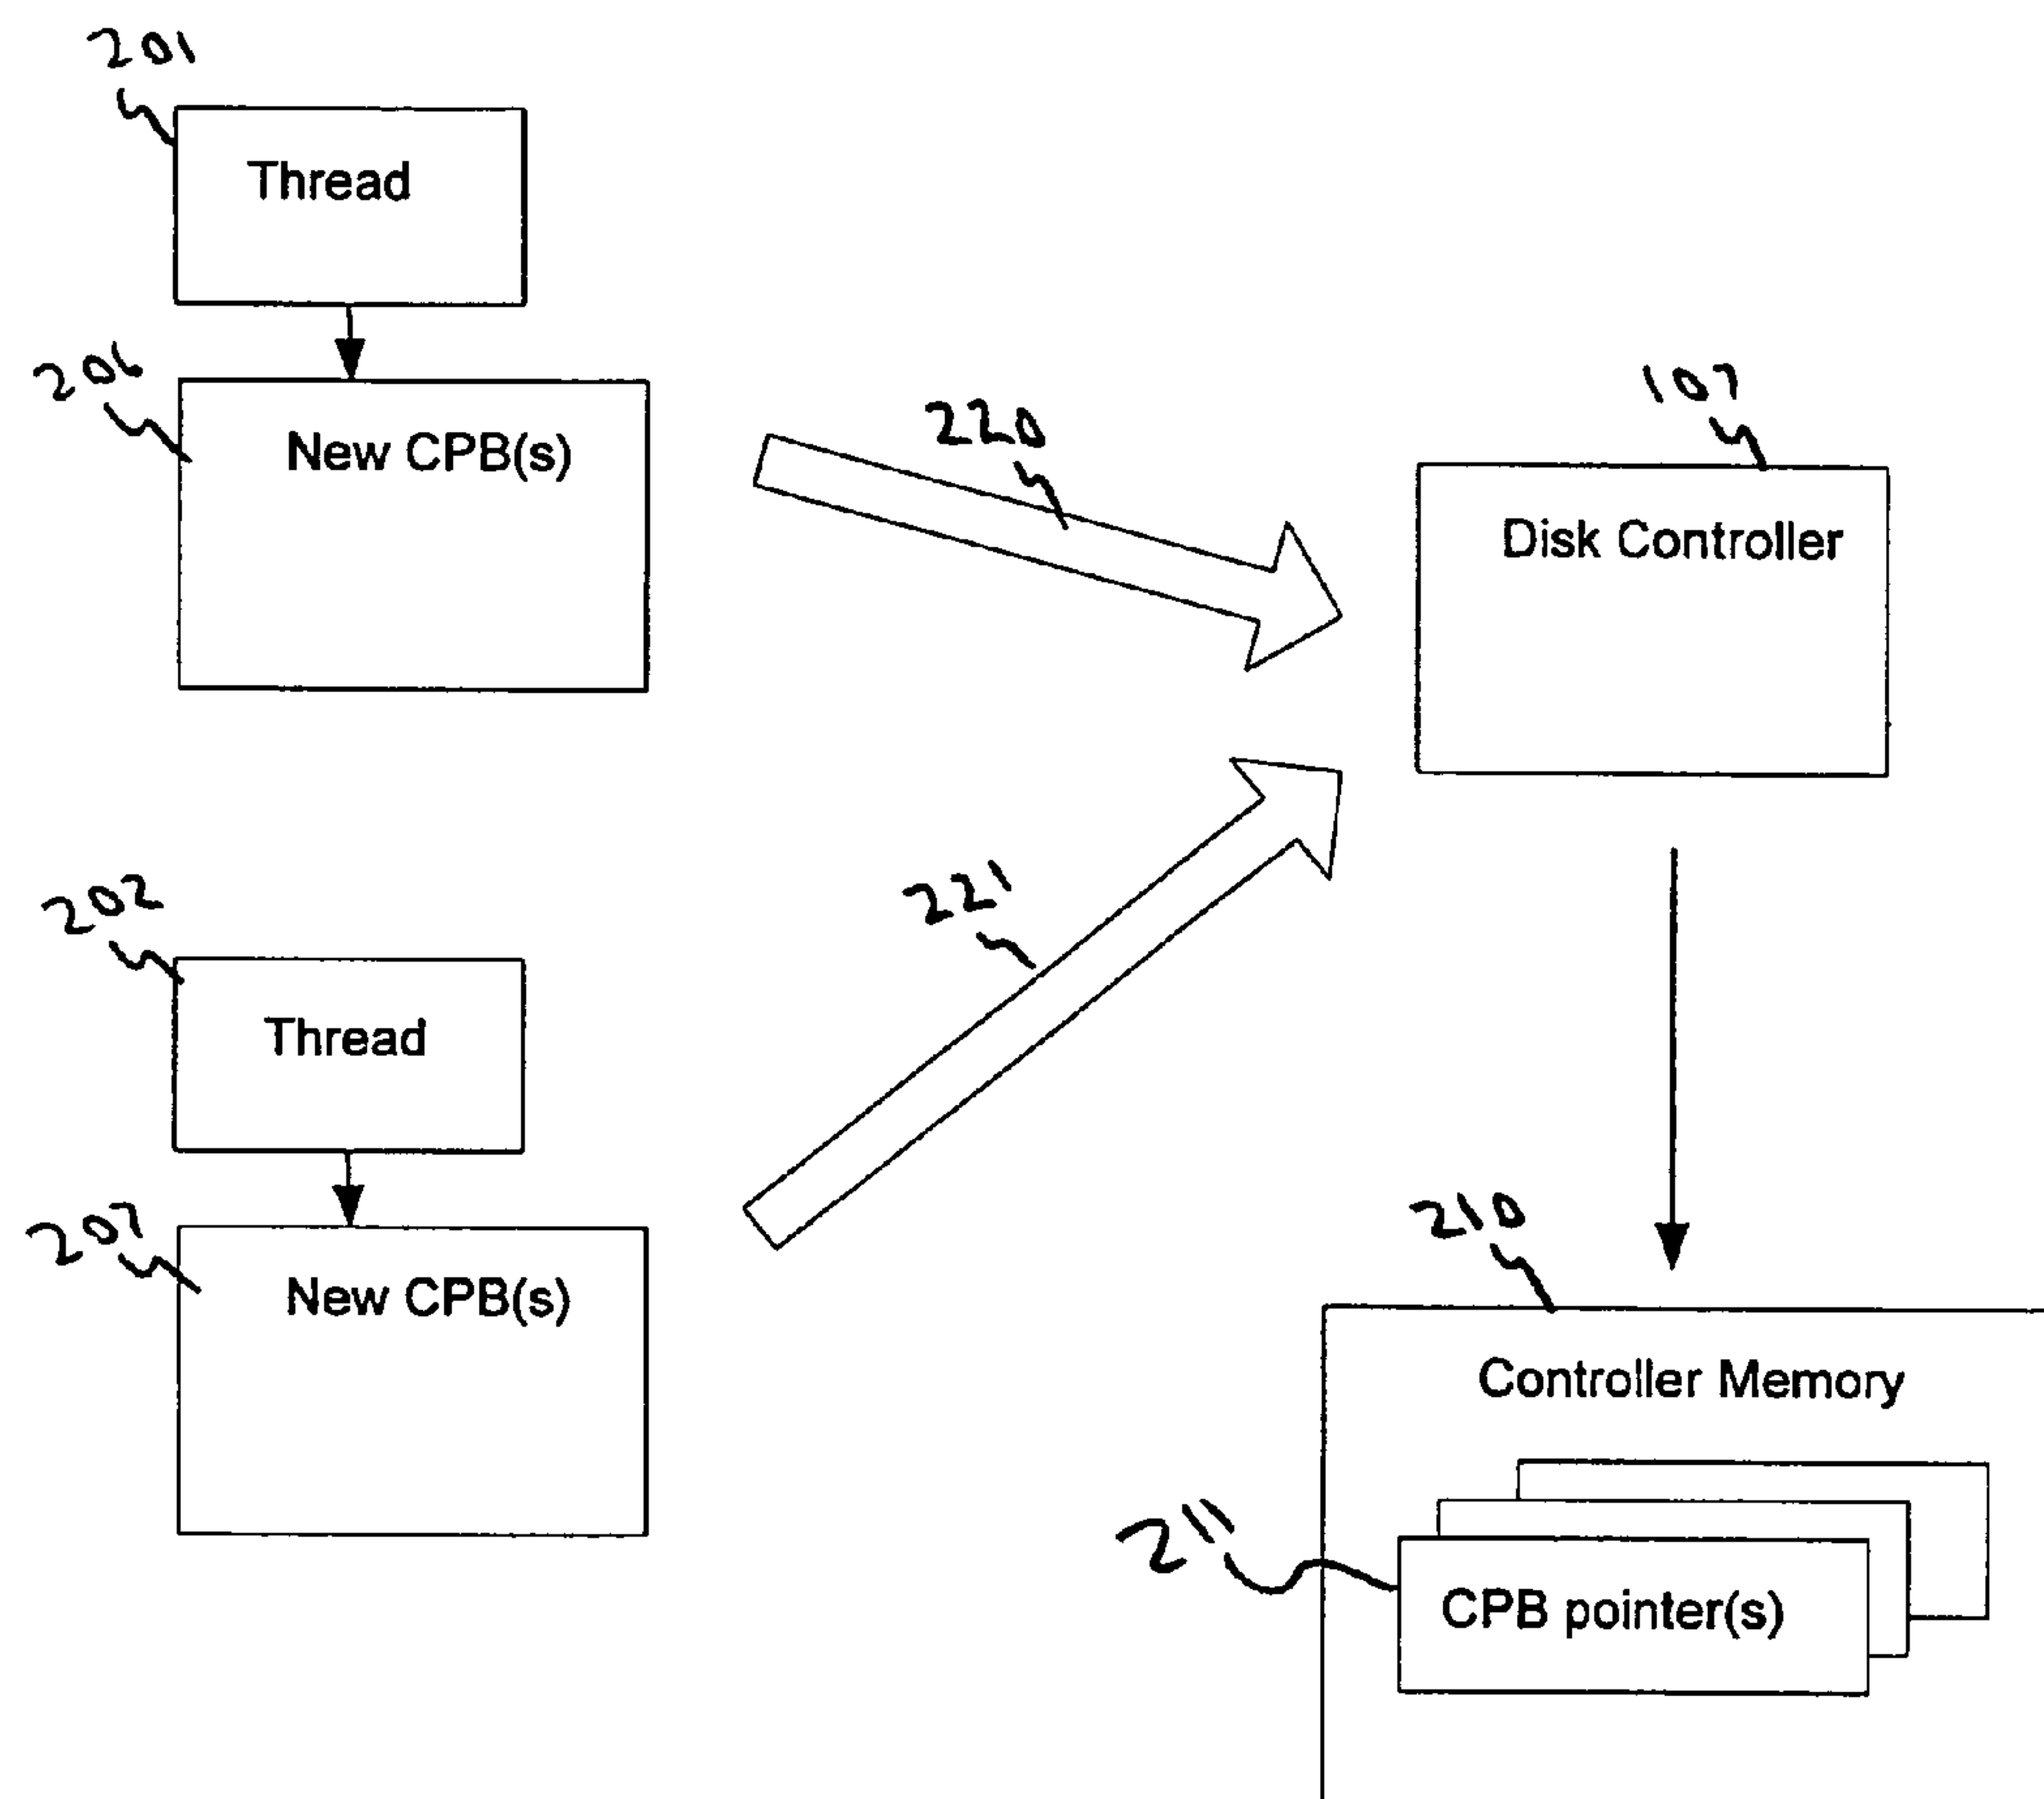 201
Thread
206
New CPB(s)
220
107
Disk Controller
221
202
Thread
207
New CPB(s)
210
Controller Memory
211
CPB pointer(s)